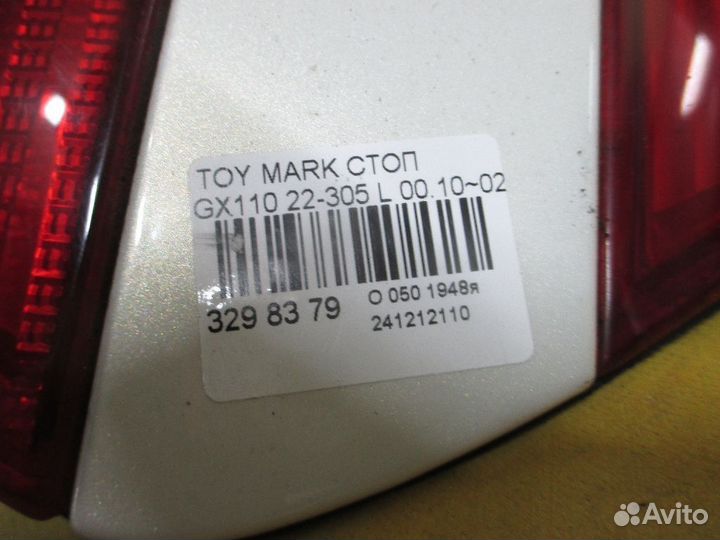 TOY MARK СТОП
GX110 22-305 L 00.10~02
329 83 79
О 050 1948я
241212110
Avito